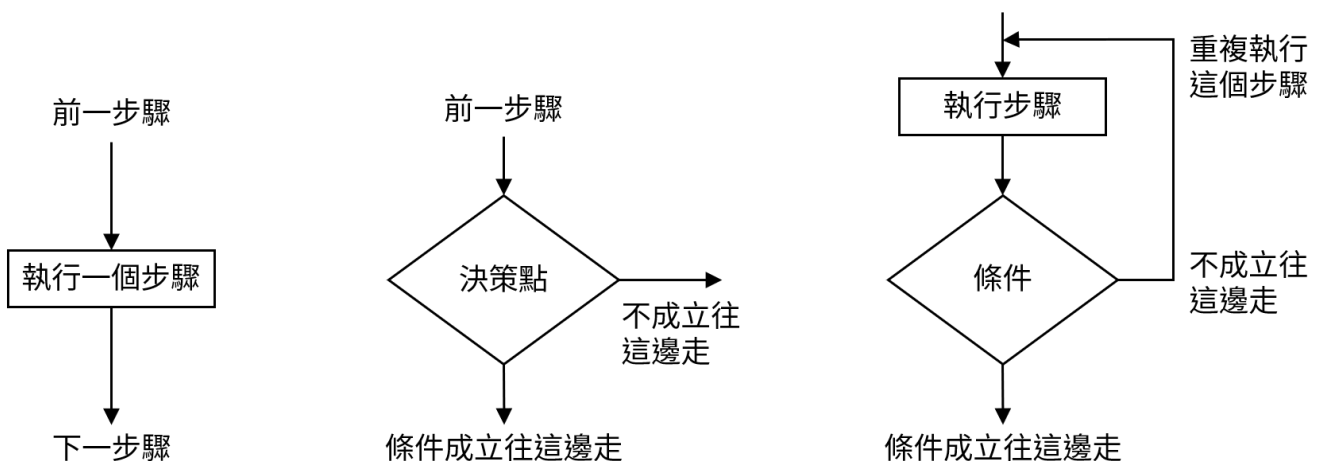 前一步驟
執行一個步驟
下一步驟
前一步驟
決策點
不成立往
這邊走
條件成立往這邊走
重複執行
這個步驟
執行步驟
條件
不成立往
這邊走
條件成立往這邊走